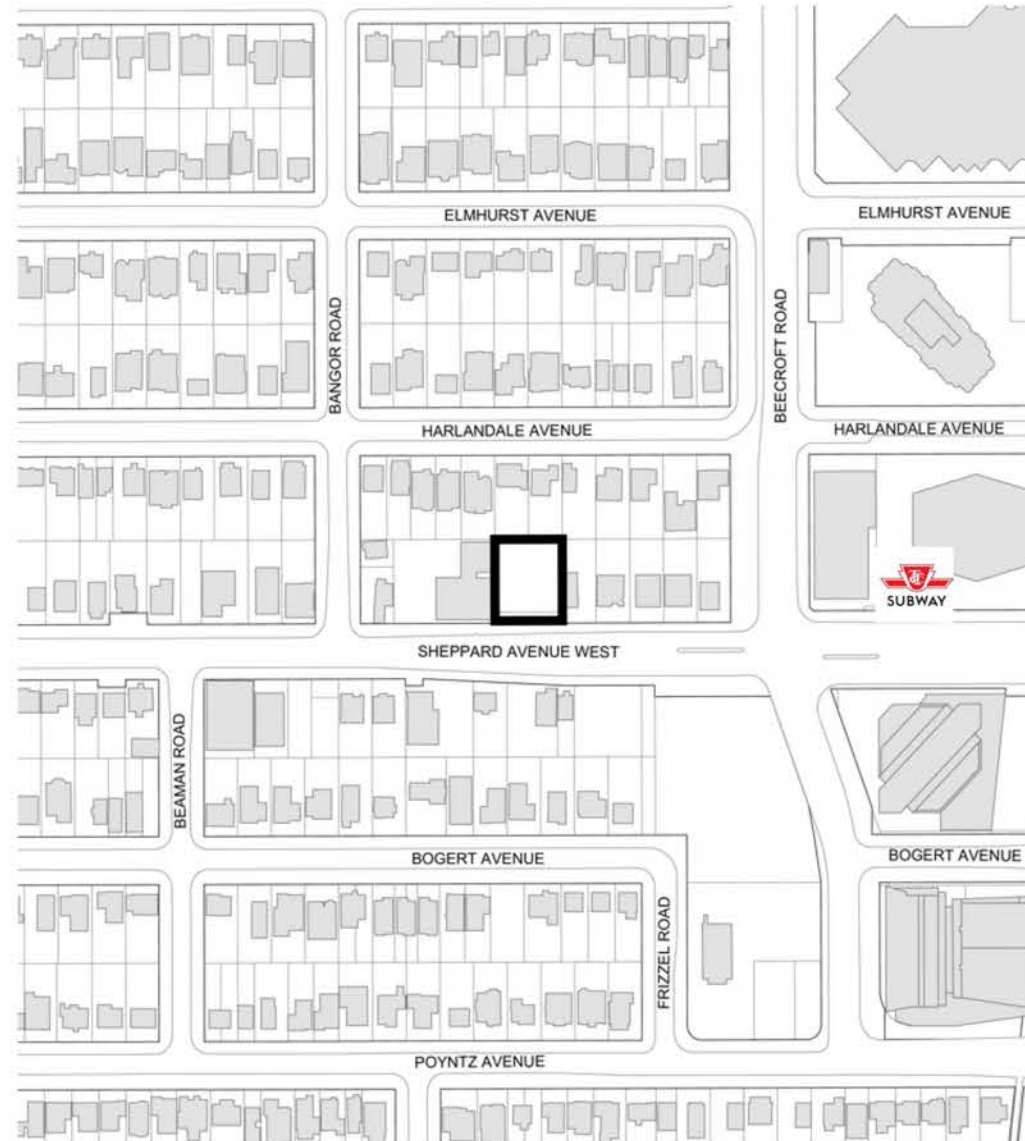 ELMHURST AVENUE
ELMHURST AVENUE
BANGOR ROAD
BEECROFT ROAD
HARLANDALE AVENUE
HARLANDALE AVENUE
SUBWAY
SHEPPARD AVENUE WEST
BEAMAN ROAD
BOGERT AVENUE
BOGERT AVENUE
FRIZZEL ROAD
POYNTZ AVENUE